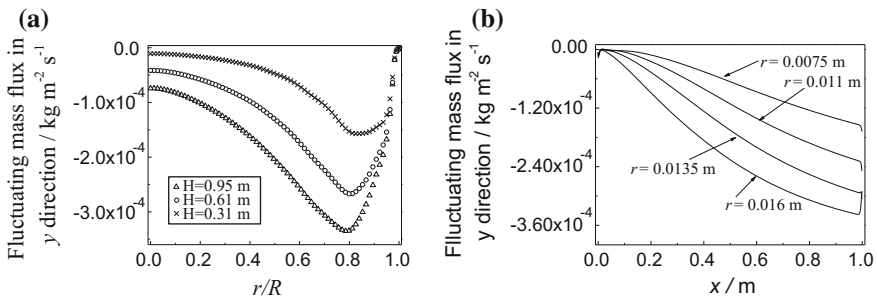 (a)
Fluctuating mass flux in
y direction / kg m⁻² s⁻¹
0.0
-1.0x10⁻⁴
-2.0x10⁻⁴
-3.0x10⁻⁴
H=0.95 m
H=0.61 m
H=0.31 m
0.0 0.2 0.4 0.6 0.8 1.0
r/R
(b)
Flluctuating mass flux in
y direction / kg m⁻² s⁻¹
0.00
-1.20x10⁻⁴
-2.40x10⁻⁴
-3.60x10⁻⁴
r = 0.0075 m
r = 0.011 m
r = 0.0135 m
r = 0.016 m
0.0 0.2 0.4 0.6 0.8 1.0
x / m